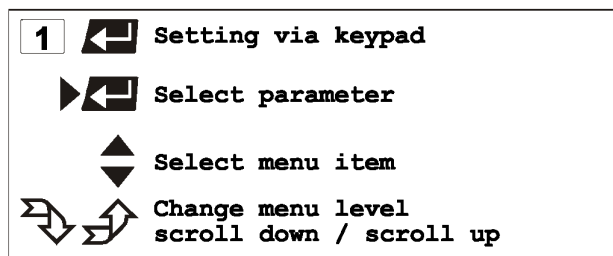 1 Setting via keypad
Select parameter
Select menu item
Change menu level
scroll down / scroll up